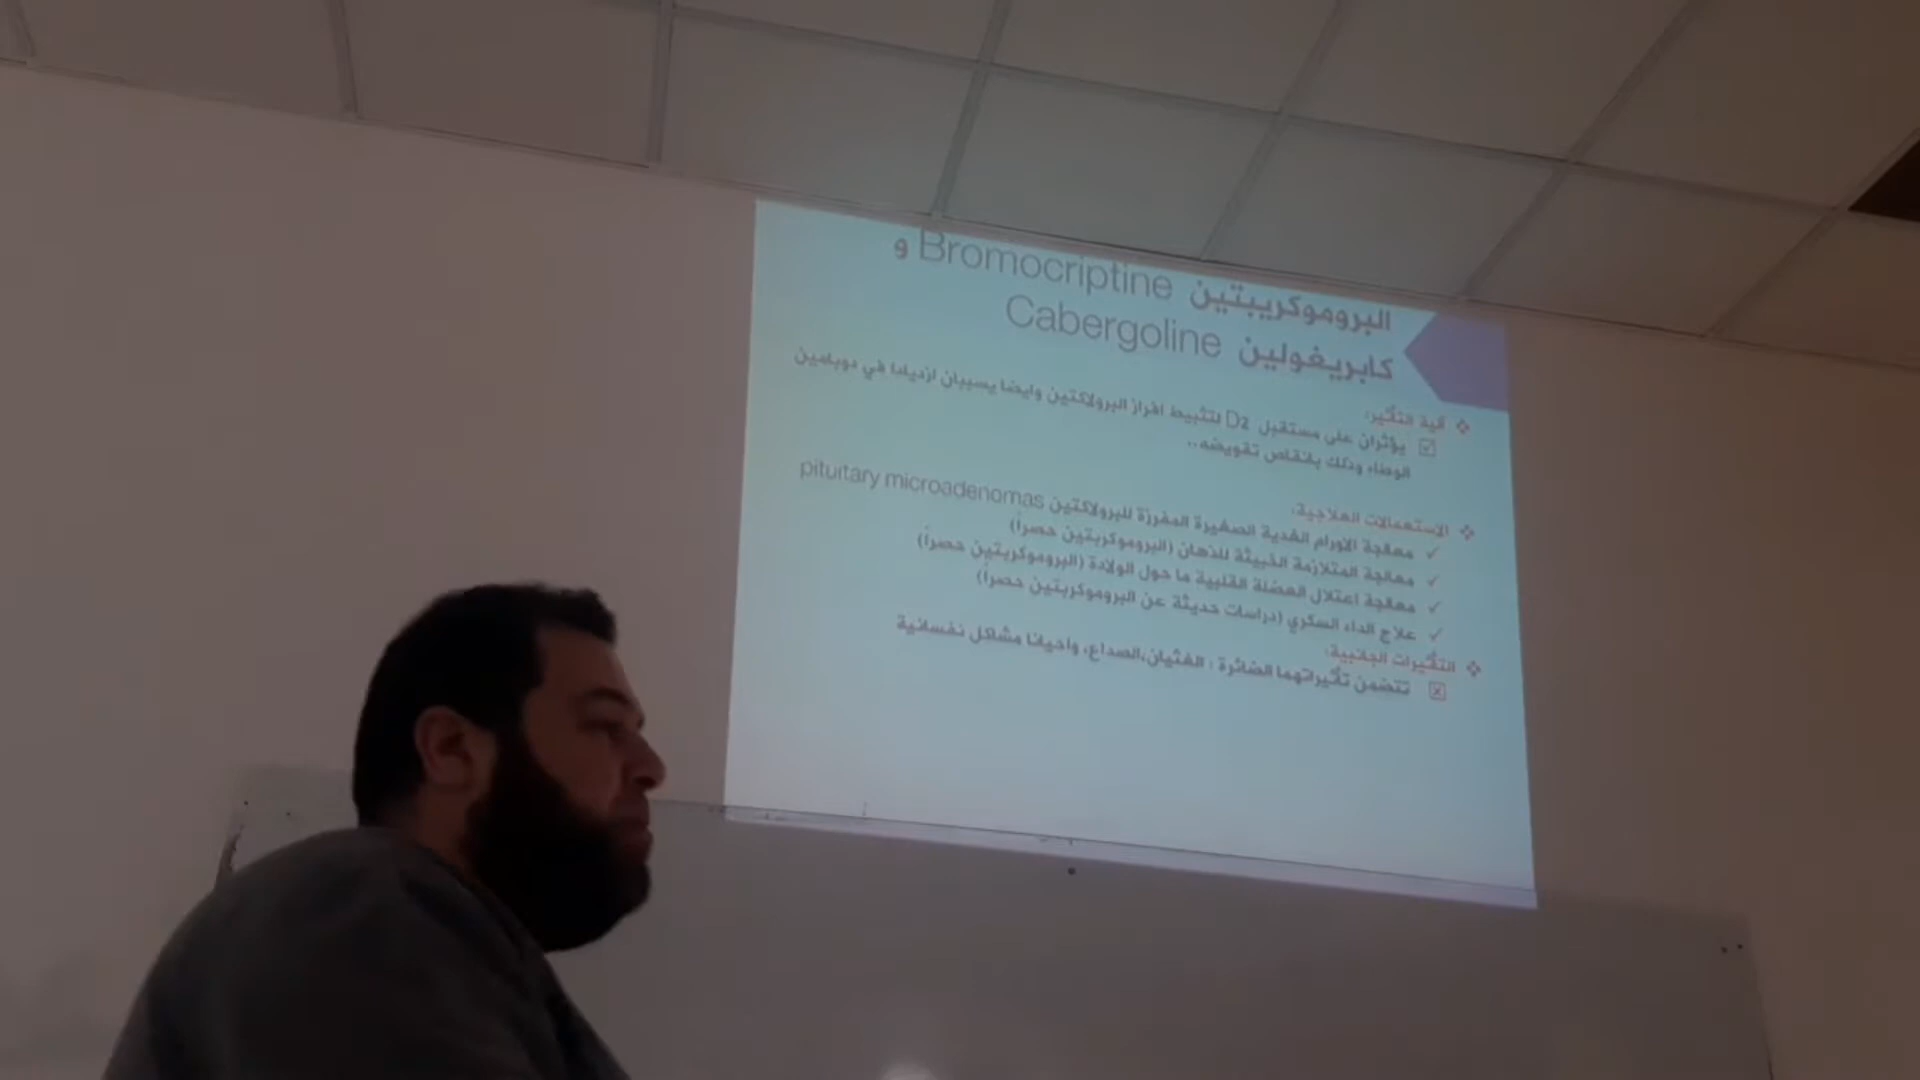 البروموكريبتين Bromocriptine و
كابريغولين Cabergoline
آلية التأثير:
يؤثران على مستقبل D2 لتثبيط افراز البرولاكتين وايضا يسببان ازديادا في دوبامين
الوطاء وذلك بانقاص تقويضه..
الاستعمالات العلاجية:
معالجة الاورام الغدية الصغيرة المفرزة للبرولاكتين pituitary microadenomas
معالجة المتلازمة الخبيثة للذهان (البروموكربتين حصراً)
معالجة اعتلال العضلة القلبية ما حول الولادة (البروموكريبتين حصراً)
علاج الداء السكري (دراسات حديثة عن البروموكربتين حصراً)
التأثيرات الجانبية:
تتضمن تأثيراتهما الضائرة : الغثيان،الصداع، واحيانا مشاكل نفسانية